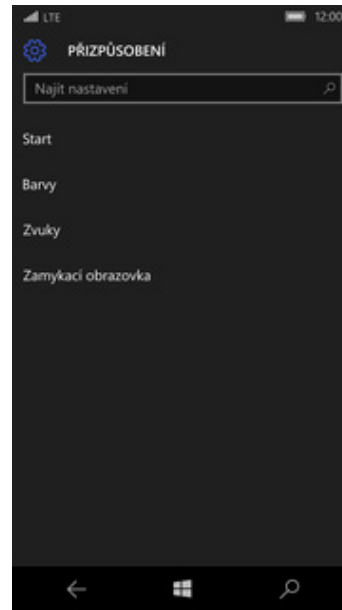 LTE 12:00
PŘIZPŮSOBENÍ
Najít nastavení
Start
Barvy
Zvuky
Zamykací obrazovka